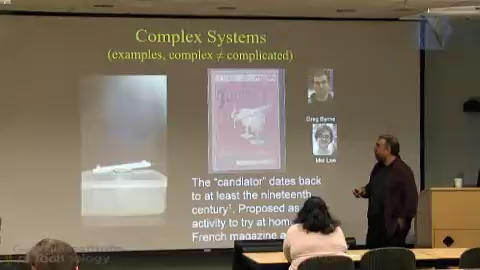 Complex Systems
(examples, complex ≠ complicated)
Greg Byrne
Mel Lee
The "candlator" dates back
to at least the nineteenth
century¹. Proposed as
activity to try at hom
French magazine a
Technology